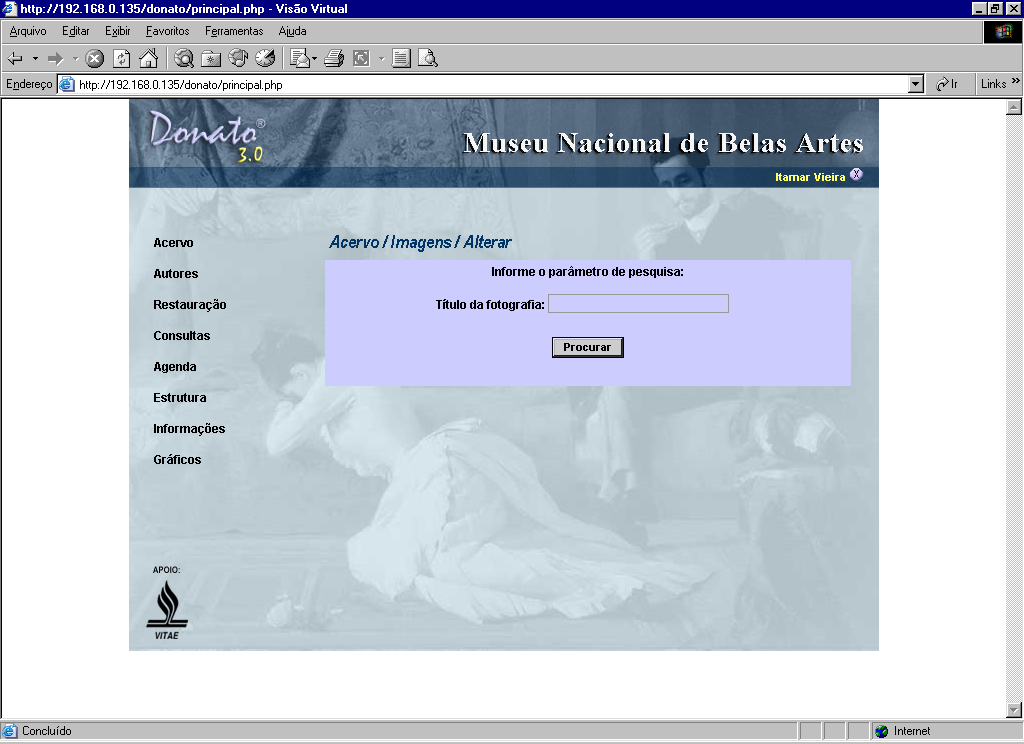 http://192.168.0.135/donato/principal.php - Visão Virtual
Arquivo Editar Exibir Favoritos Ferramentas Ajuda
Endereço http://192.168.0.135/donato/principal.php Ir Links »
Donato®
3.0
Museu Nacional de Belas Artes
Itamar Vieira X
Acervo / Imagens / Alterar
Informe o parâmetro de pesquisa:
Título da fotografia:
Procurar
Acervo
Autores
Restauração
Consultas
Agenda
Estrutura
Informações
Gráficos
APOIO:
VITAE
Concluído Internet